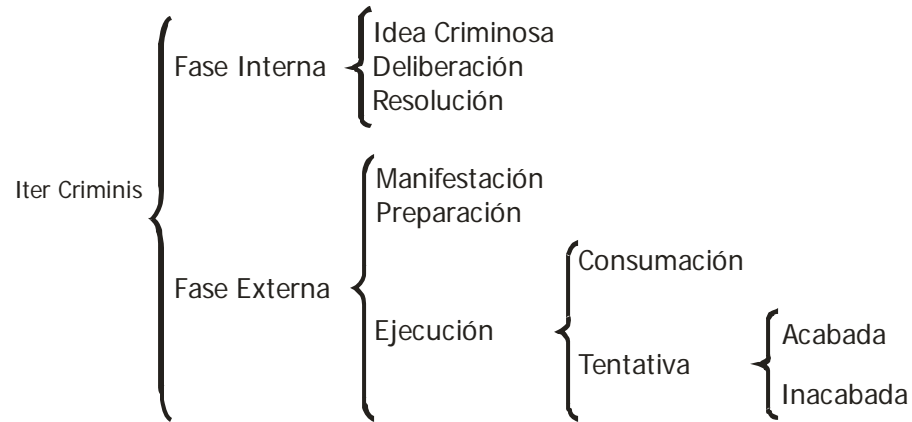 Iter Criminis
Fase Interna
Idea Criminosa
Deliberación
Resolución
Fase Externa
Manifestación
Preparación
Ejecución
Consumación
Tentativa
Acabada
Inacabada